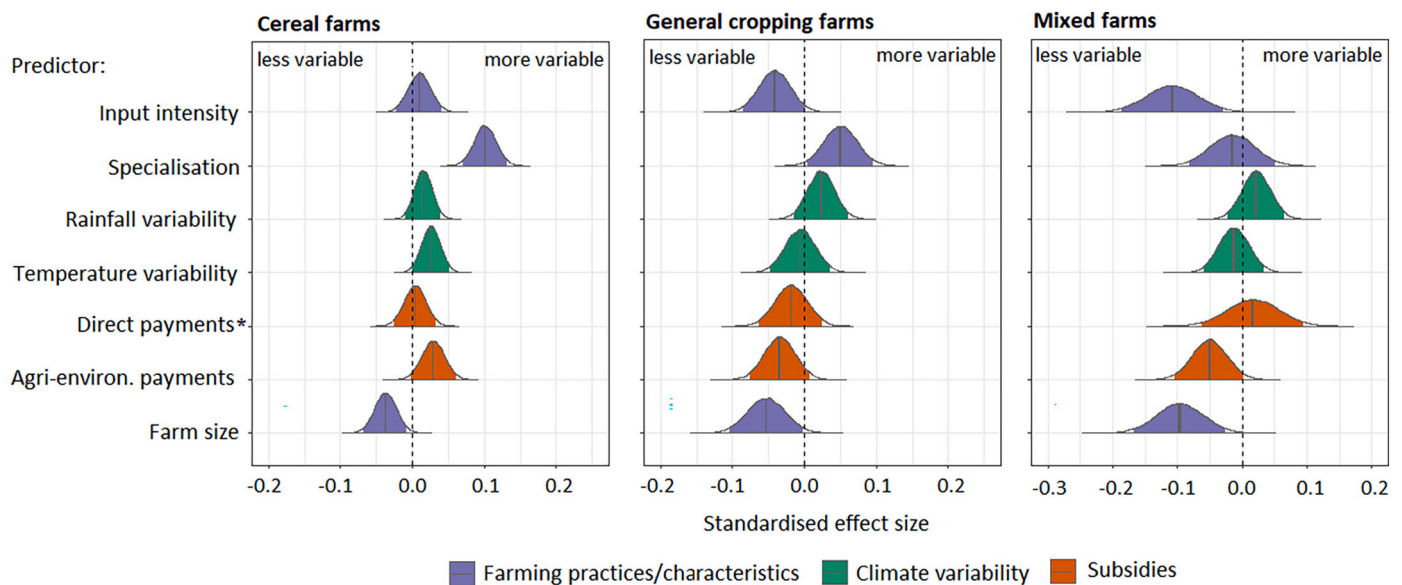 Cereal farms
General cropping farms
Mixed farms
Predictor:
less variable
more variable
less variable
more variable
less variable
more variable
Input intensity
Specialisation
Rainfall variability
Temperature variability
Direct payments*
Agri-environ. payments
Farm size
-0.2 -0.1 0.0 0.1 0.2
-0.2 -0.1 0.0 0.1 0.2
-0.3 -0.2 -0.1 0.0 0.1 0.2
Standardised effect size
Farming practices/characteristics
Climate variability
Subsidies